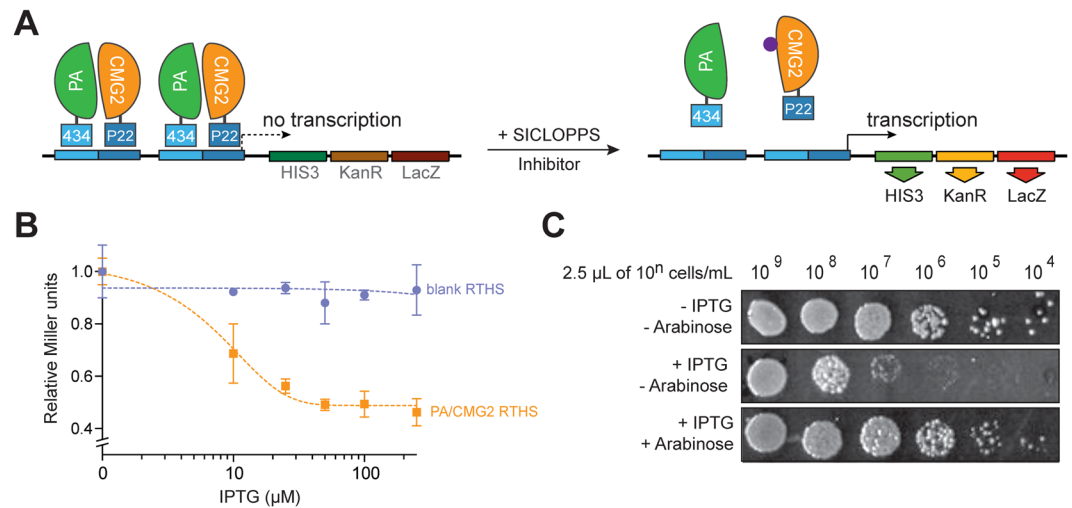 A
PA
CMG2
PA
CMG2
434
P22
434
P22
no transcription
HIS3
KanR
LacZ
+ SICLOPPS
Inhibitor
PA
CMG2
434
P22
transcription
HIS3
KanR
LacZ
B
Relative Miller units
1.0
0.8
0.6
0.4
blank RTHS
PA/CMG2 RTHS
0
10
100
IPTG (µM)
C
2.5 µL of 10ⁿ cells/mL
10⁹ 10⁸ 10⁷ 10⁶ 10⁵ 10⁴
- IPTG
- Arabinose
+ IPTG
- Arabinose
+ IPTG
+ Arabinose